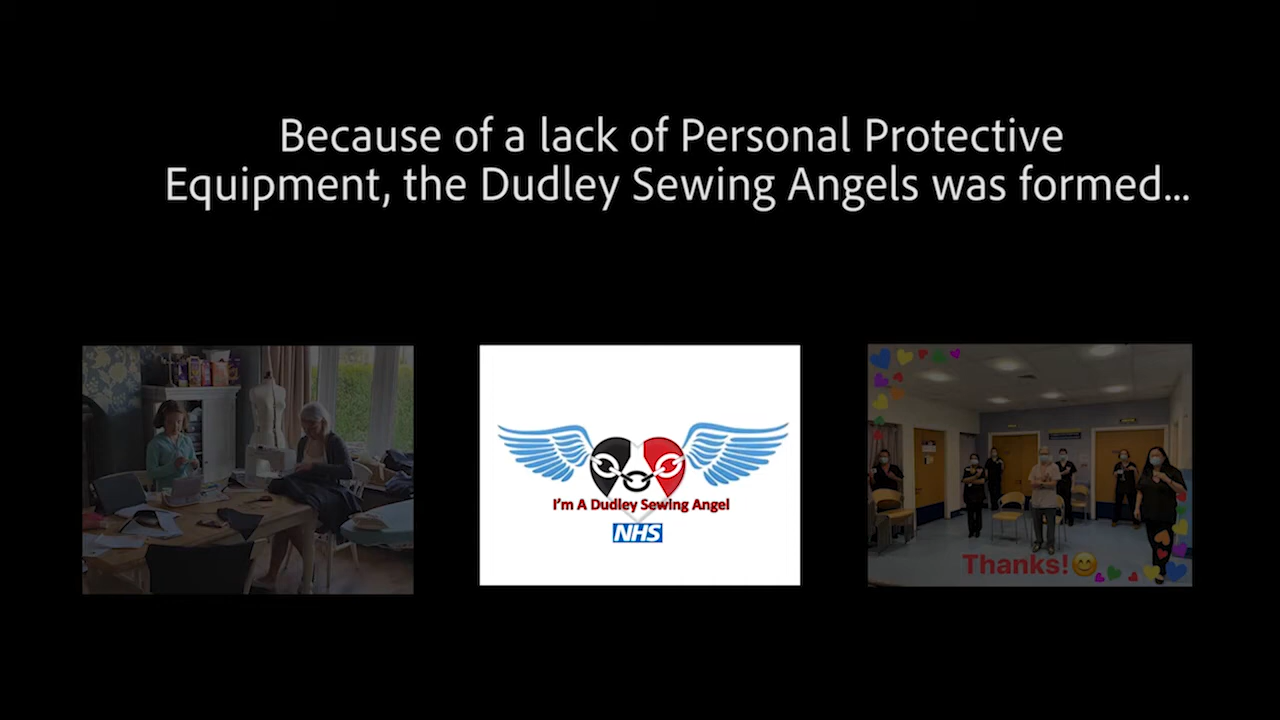 Because of a lack of Personal Protective
Equipment, the Dudley Sewing Angels was formed...
I'm A Dudley Sewing Angel
NHS
Thanks!😊